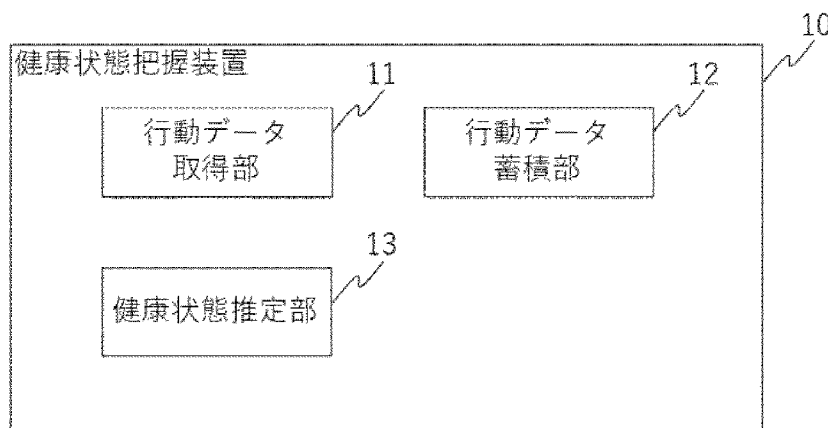 10
健康状態把握装置
11
12
行動データ
取得部
行動データ
蓄積部
13
健康状態推定部